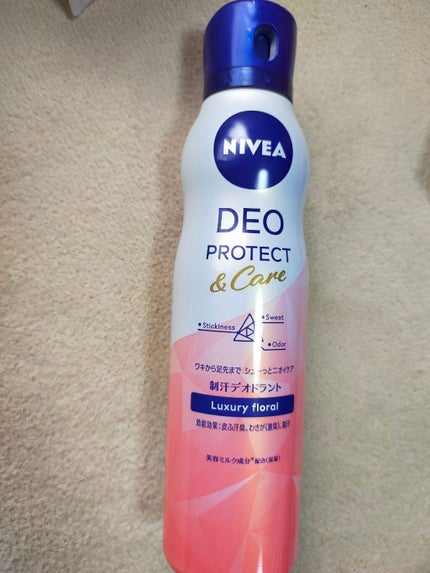 NIVEA
DEO
PROTECT
& Care
•Sweat
•Stickiness
•Odor
ワキから足先まで シューっとニオイケア
制汗デオドラント
Luxury floral
効能効果:皮ふ汗臭、わきが(腋臭)、制汗
美容ミルク成分*配合(保湿)